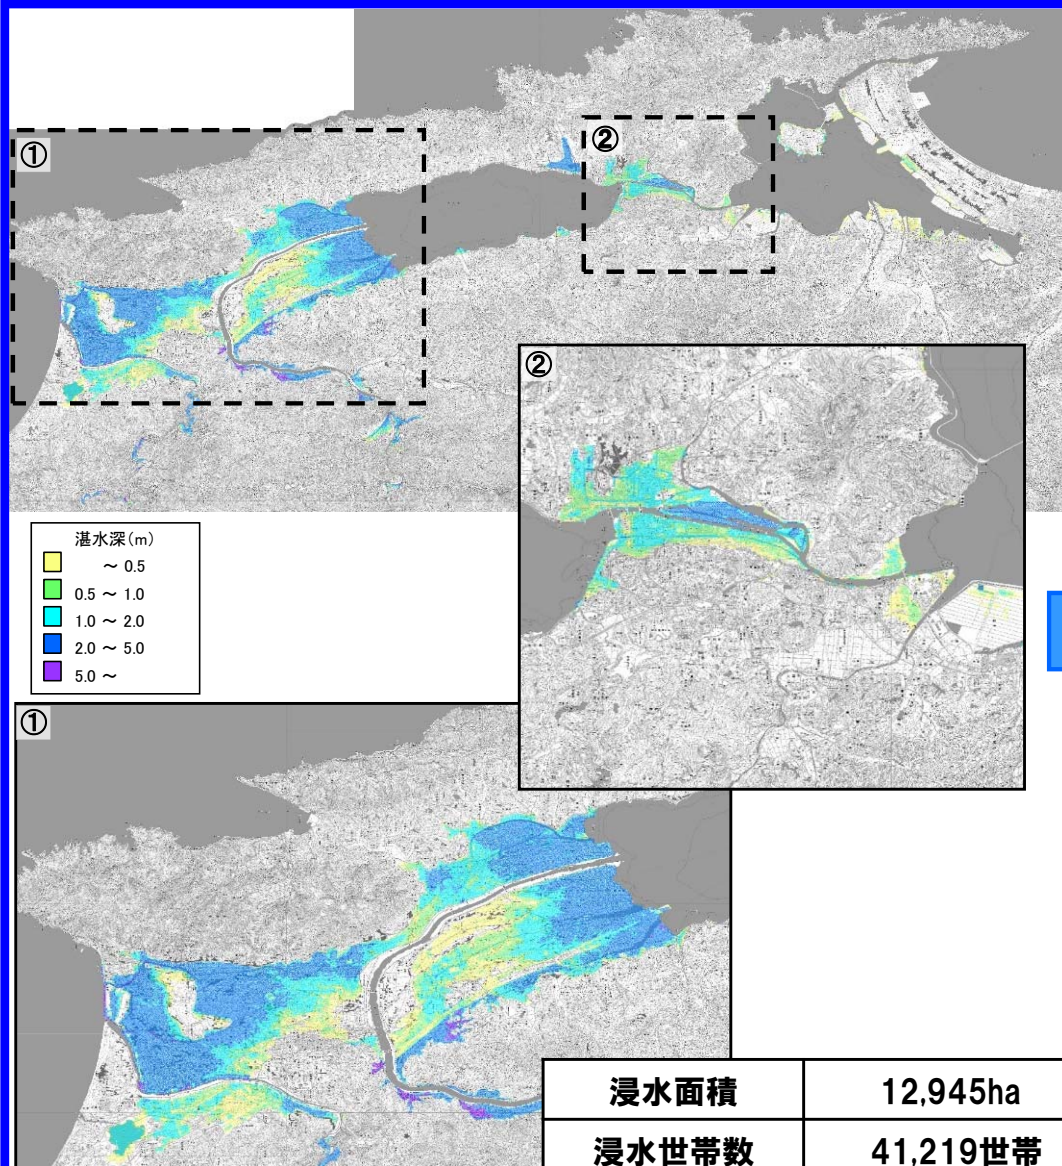 ①
②
②
湛水深(m)
～ 0.5
0.5 ～ 1.0
1.0 ～ 2.0
2.0 ～ 5.0
5.0 ～
①
浸水面積 12,945ha
浸水世帯数 41,219世帯